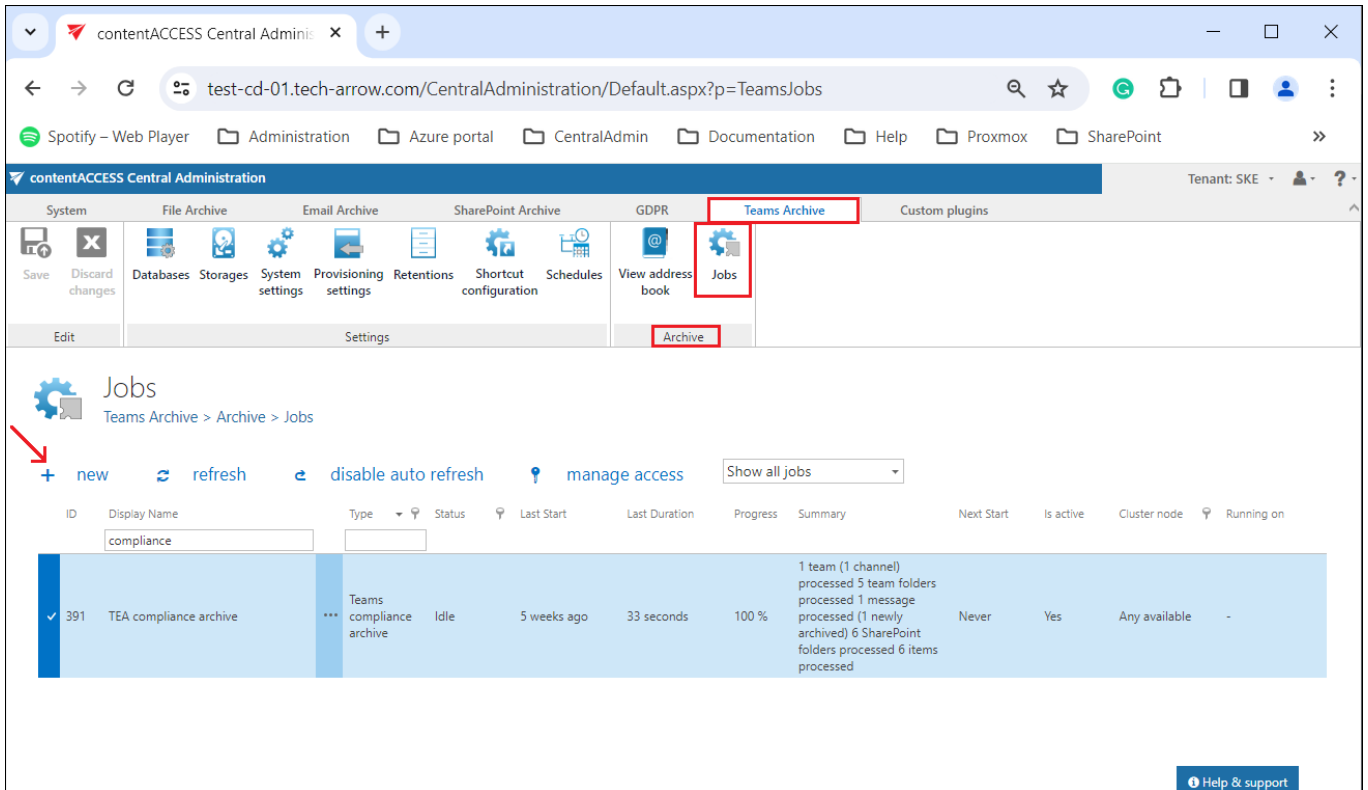 contentACCESS Central Adminis
test-cd-01.tech-arrow.com/CentralAdministration/Default.aspx?p=TeamsJobs
Spotify – Web Player Administration Azure portal CentralAdmin Documentation Help Proxmox SharePoint »
contentACCESS Central Administration Tenant: SKE ?
System File Archive Email Archive SharePoint Archive GDPR Teams Archive Custom plugins
Save Discard changes Databases Storages System settings Provisioning settings Retentions Shortcut configuration Schedules View address book Jobs
Edit Settings Archive
Jobs
Teams Archive > Archive > Jobs
+ new refresh disable auto refresh manage access Show all jobs
ID Display Name Type Status Last Start Last Duration Progress Summary Next Start Is active Cluster node Running on
compliance
391 TEA compliance archive ••• Teams compliance archive Idle 5 weeks ago 33 seconds 100 % 1 team (1 channel) processed 5 team folders processed 1 message processed (1 newly archived) 6 SharePoint folders processed 6 items processed Never Yes Any available -
Help & support